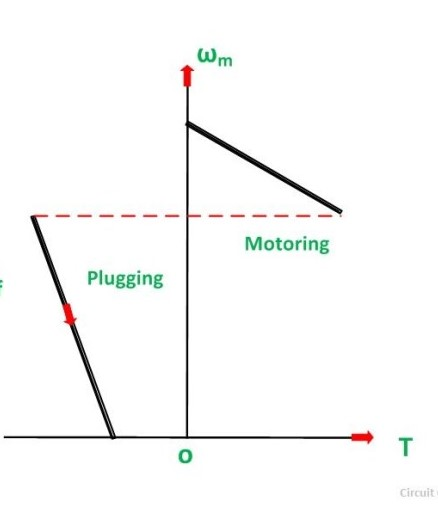 ωm
Motoring
Plugging
f
T
o
Circuit